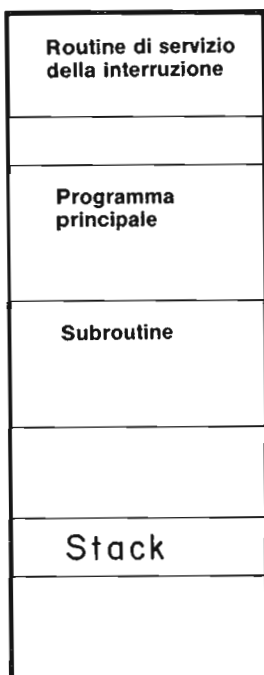 Routine di servizio
della interruzione
Programma
principale
Subroutine
Stack